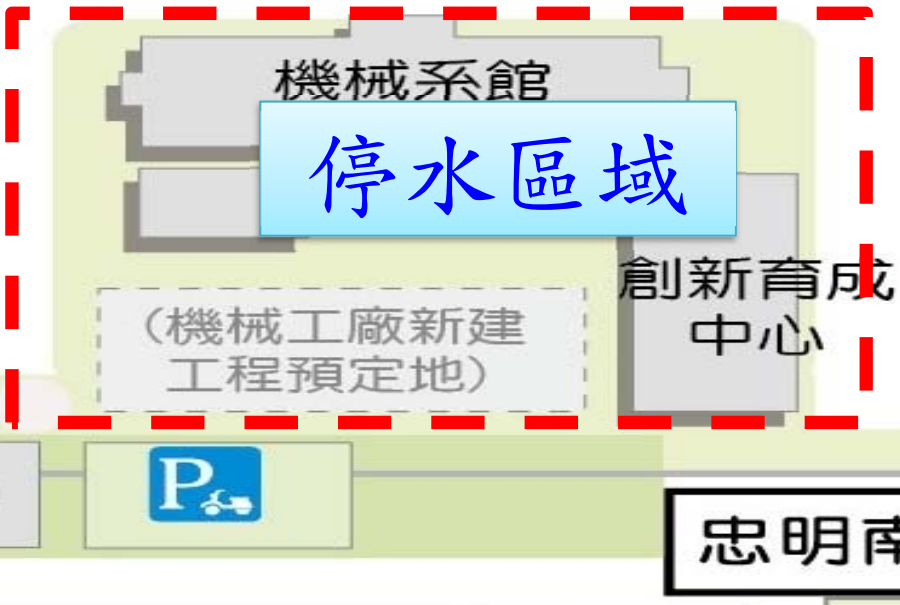 機械系館
停水區域
創新育成
中心
（機械工廠新建
工程預定地）
P
忠明南